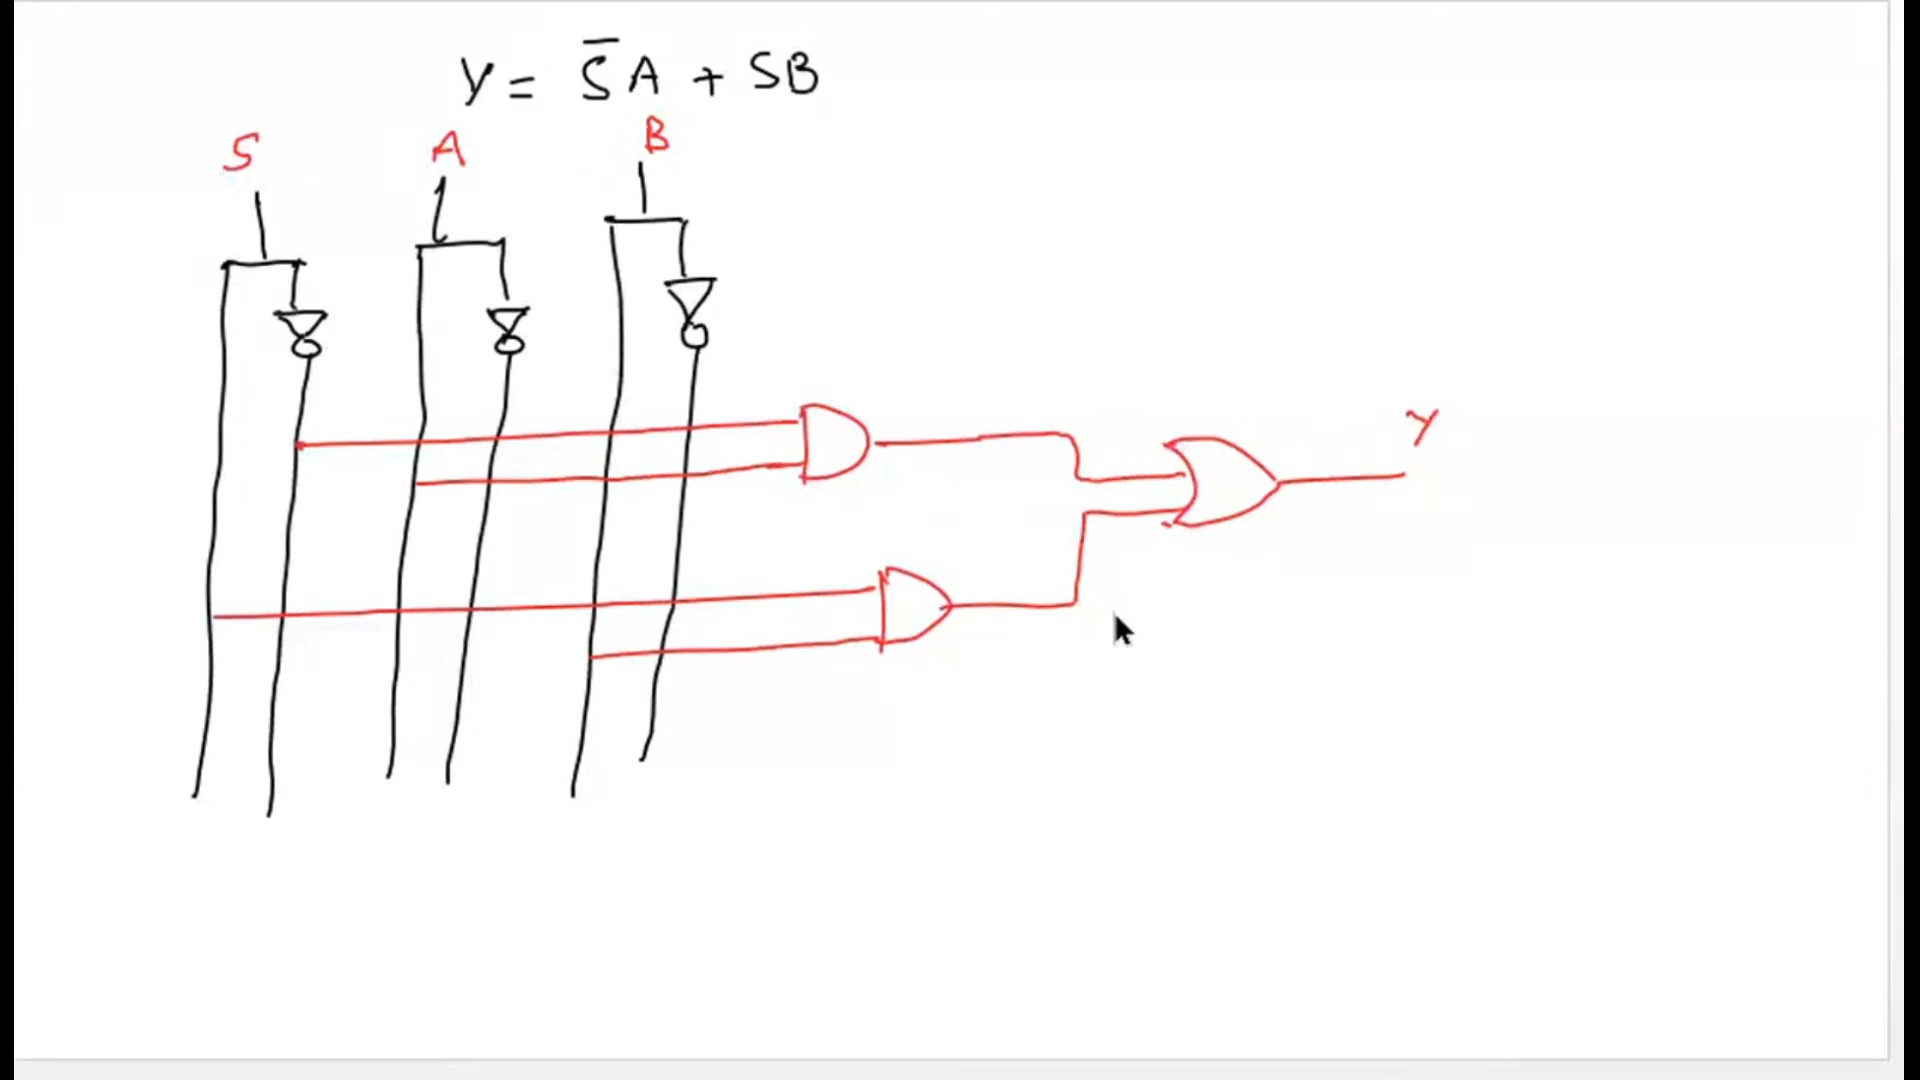 Y = S̅A + SB
S A B
Y